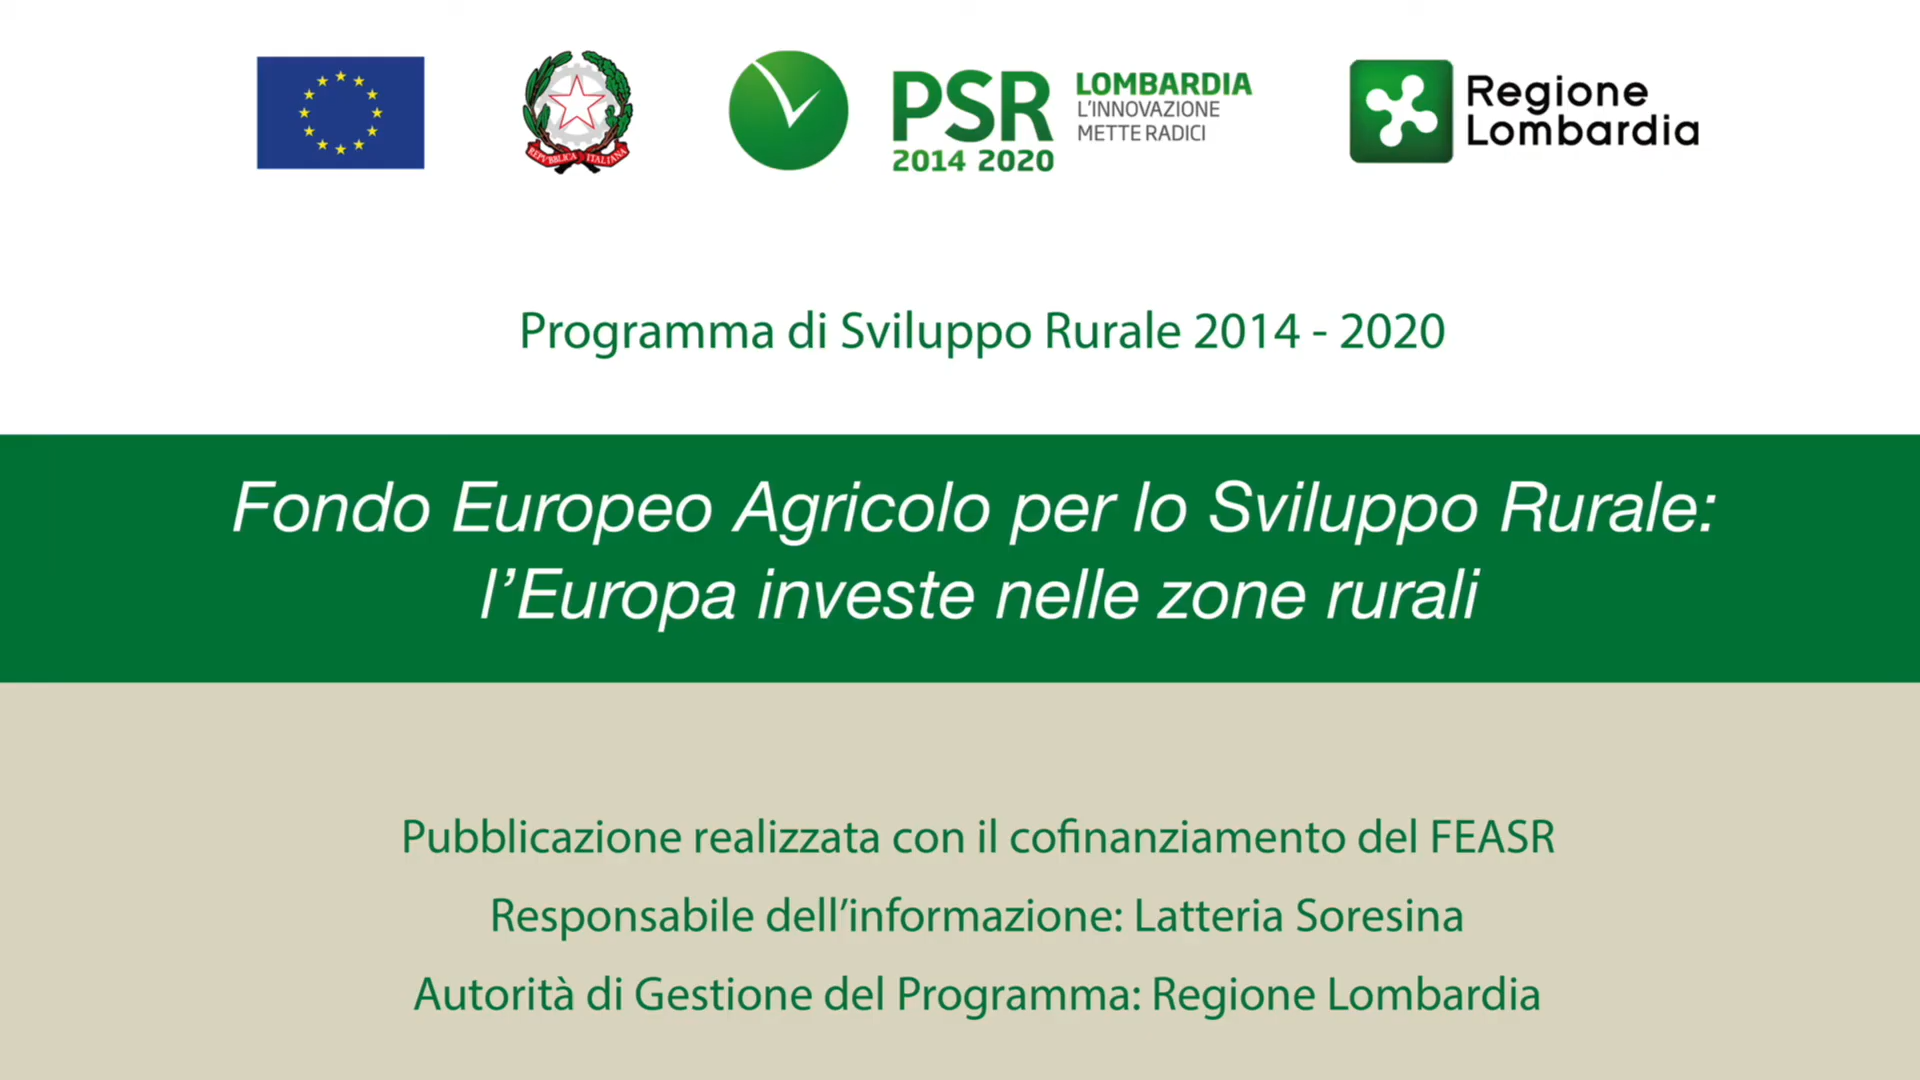 REPVBBLICA ITALIANA
PSR
2014 2020
LOMBARDIA
L'INNOVAZIONE
METTE RADICI
Regione
Lombardia
Programma di Sviluppo Rurale 2014 - 2020
Fondo Europeo Agricolo per lo Sviluppo Rurale:
l’Europa investe nelle zone rurali
Pubblicazione realizzata con il cofinanziamento del FEASR
Responsabile dell’informazione: Latteria Soresina
Autorità di Gestione del Programma: Regione Lombardia